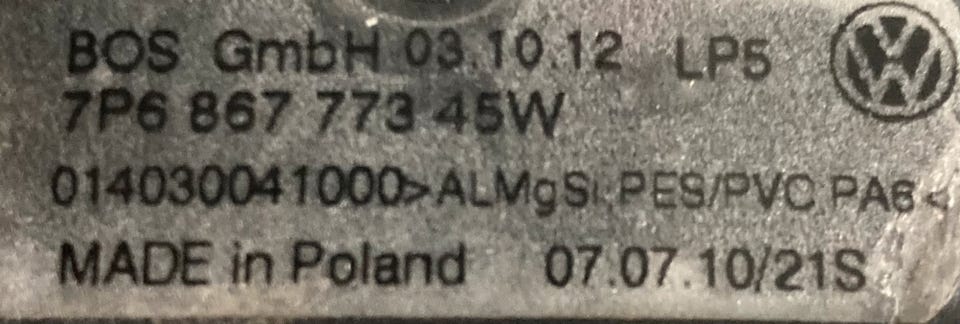 BOS GmbH 03.10.12 LP5
7P6 867 773 45W
014030041000>ALMgSi.PES/PVC.PA6<
MADE in Poland 07.07.10/21S